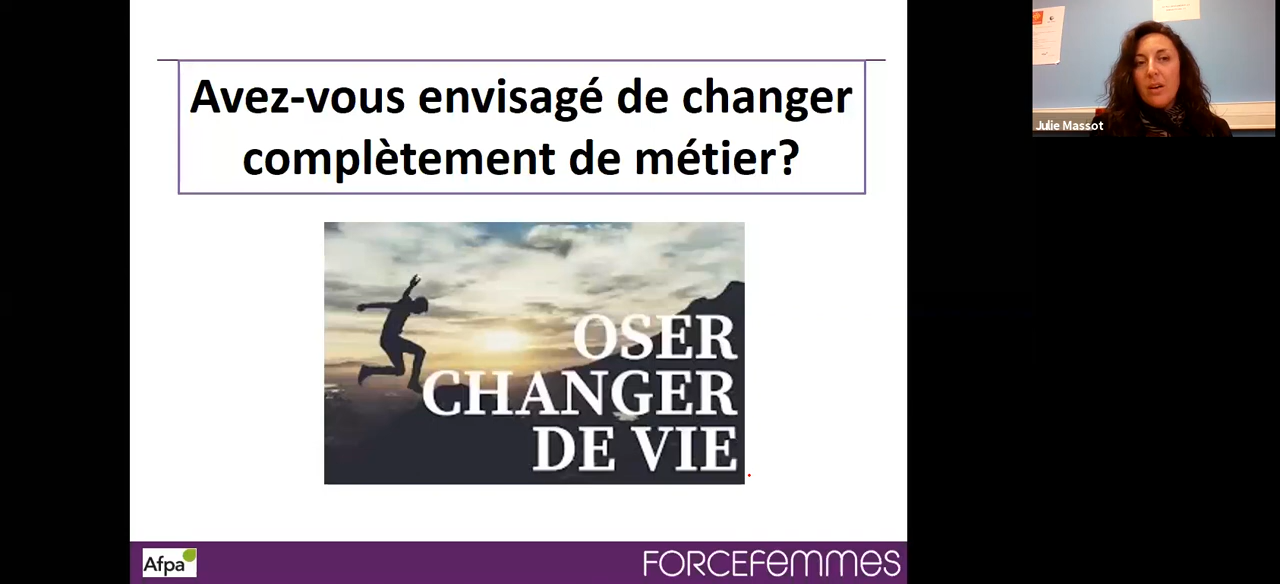 Avez-vous envisagé de changer
complètement de métier?
OSER
CHANGER
DE VIE
Julie Massot
Afpa
FORCEFEMMES